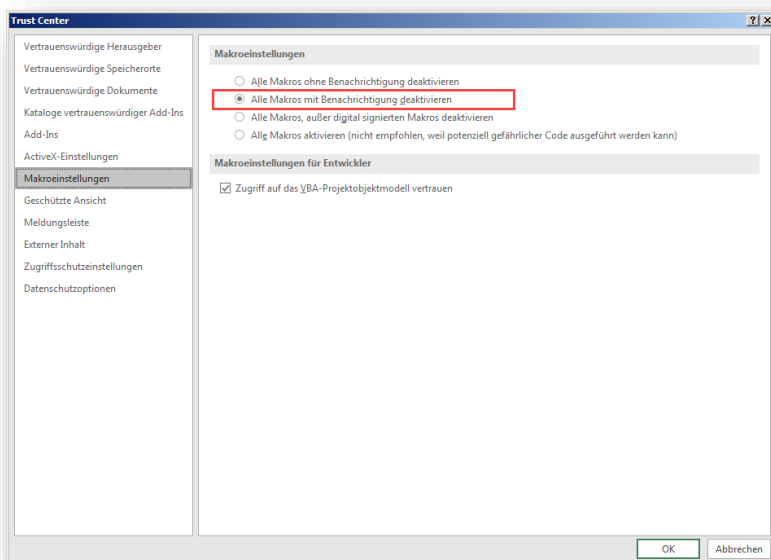 Trust Center
Vertrauenswürdige Herausgeber
Vertrauenswürdige Speicherorte
Vertrauenswürdige Dokumente
Kataloge vertrauenswürdiger Add-Ins
Add-Ins
ActiveX-Einstellungen
Makroeinstellungen
Geschützte Ansicht
Meldungsleiste
Externer Inhalt
Zugriffsschutzeinstellungen
Datenschutzoptionen
Makroeinstellungen
Alle Makros ohne Benachrichtigung deaktivieren
Alle Makros mit Benachrichtigung deaktivieren
Alle Makros, außer digital signierten Makros deaktivieren
Alle Makros aktivieren (nicht empfohlen, weil potenziell gefährlicher Code ausgeführt werden kann)
Makroeinstellungen für Entwickler
Zugriff auf das VBA-Projektobjektmodell vertrauen
OK
Abbrechen